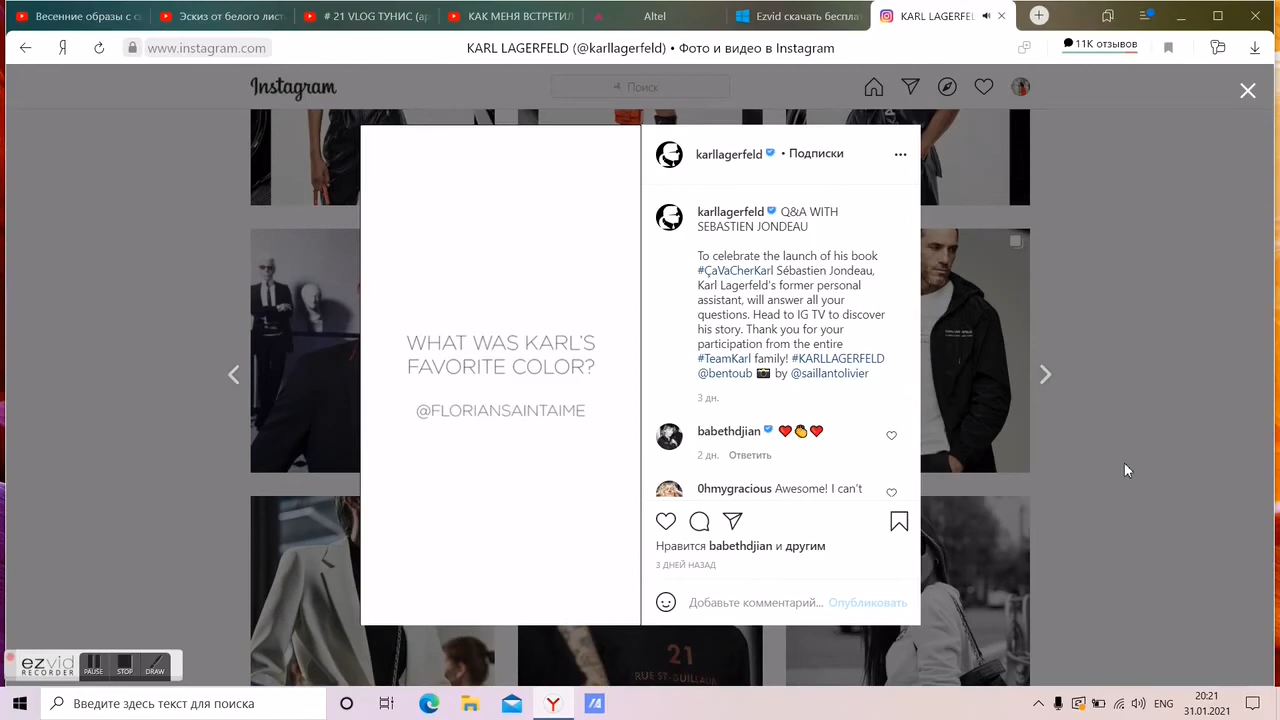 Весенние образы с со
Эскиз от белого лист
# 21 VLOG ТУНИС (ар
КАК МЕНЯ ВСТРЕТИЛ
Altel
Ezvid скачать бесплат
KARL LAGERFEL
www.instagram.com
KARL LAGERFELD (@karllagerfeld) • Фото и видео в Instagram
11K отзывов
Instagram
Поиск
karllagerfeld • Подписки
karllagerfeld Q&A WITH
SEBASTIEN JONDEAU
To celebrate the launch of his book
#ÇaVaCherKarl Sébastien Jondeau,
Karl Lagerfeld's former personal
assistant, will answer all your
questions. Head to IG TV to discover
his story. Thank you for your
participation from the entire
#TeamKarl family! #KARLLAGERFELD
@bentoub 📸 by @saillantolivier
3 дн.
WHAT WAS KARL'S
FAVORITE COLOR?
@FLORIANSAINTAIME
babethdjian ❤️👏❤️
2 дн. Ответить
0hmygracious Awesome! I can't
Нравится babethdjian и другим
3 ДНЕЙ НАЗАД
Добавьте комментарий... Опубликовать
21
RUE ST-GUILLAUM
ezvid
RECORDER
PAUSE STOP DRAW
Введите здесь текст для поиска
ENG
20:21
31.01.2021